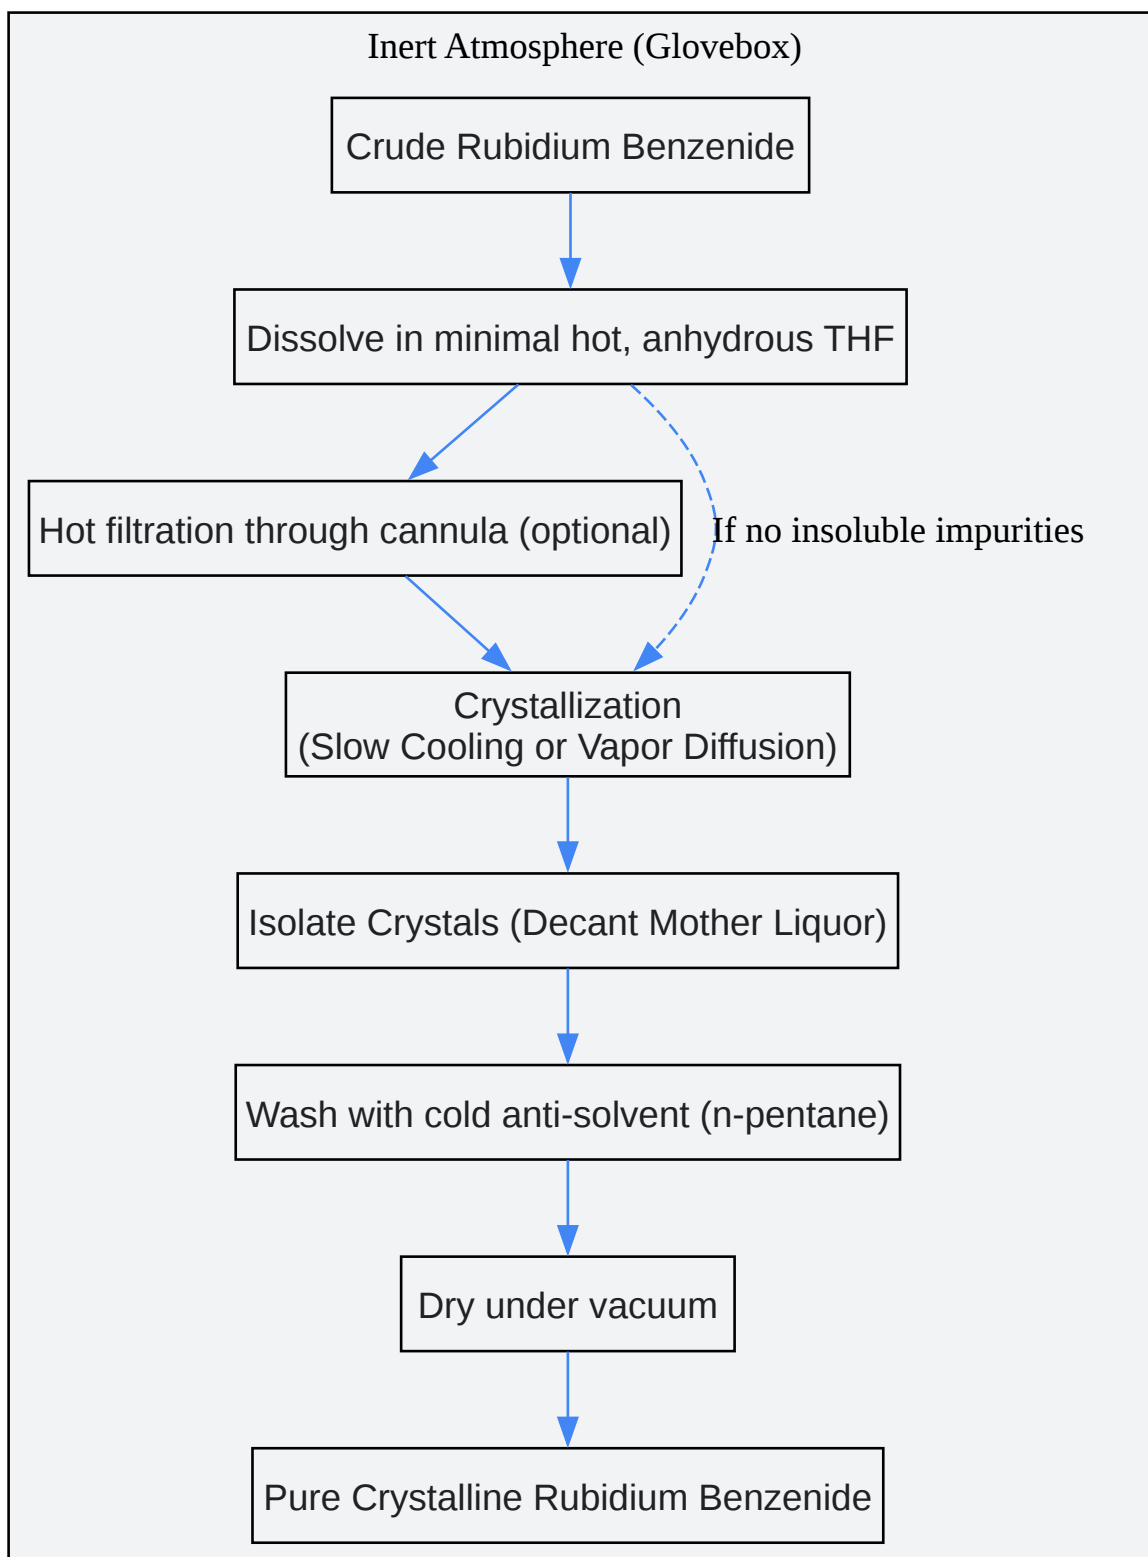 Inert Atmosphere (Glovebox)
Crude Rubidium Benzenide
Dissolve in minimal hot, anhydrous THF
Hot filtration through cannula (optional)
If no insoluble impurities
Crystallization
(Slow Cooling or Vapor Diffusion)
Isolate Crystals (Decant Mother Liquor)
Wash with cold anti-solvent (n-pentane)
Dry under vacuum
Pure Crystalline Rubidium Benzenide